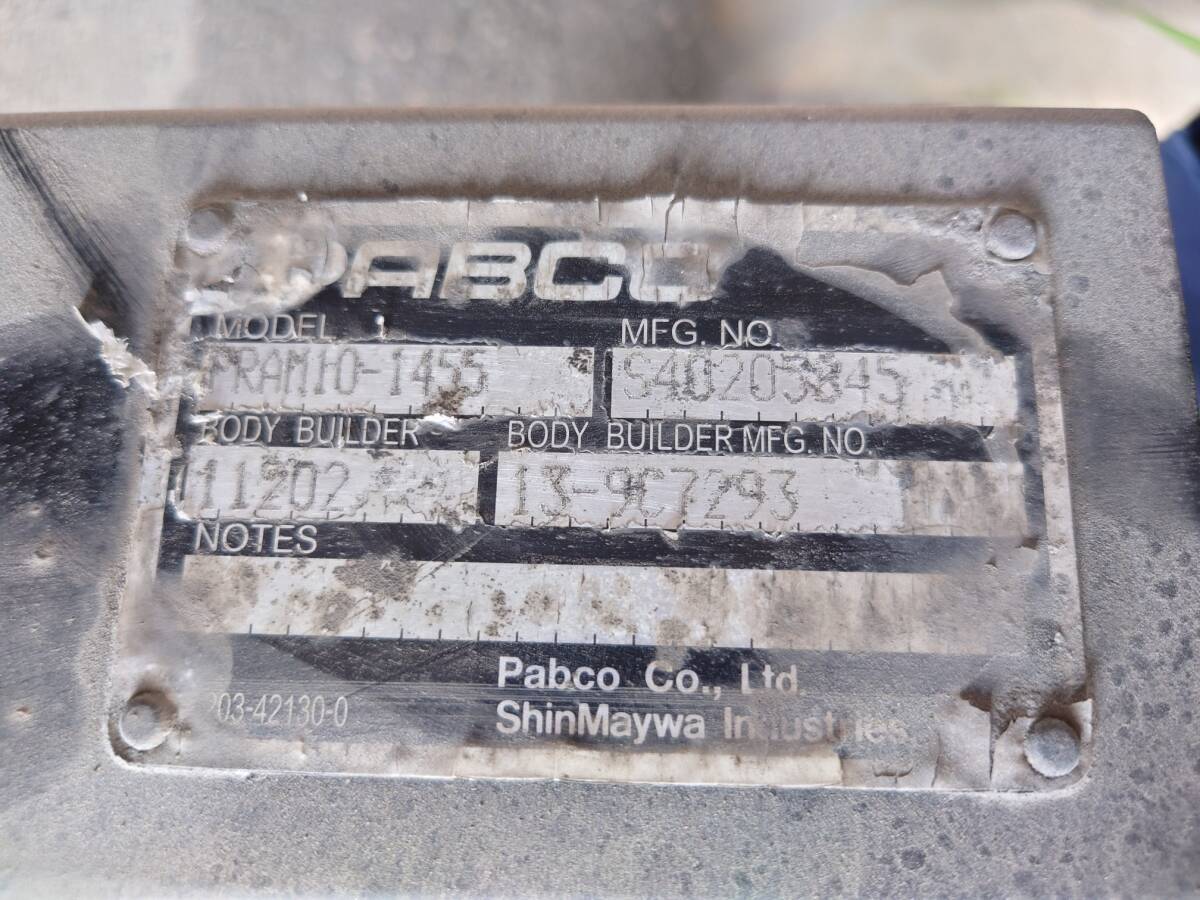 PABCO
MODEL MFG. NO.
PRAM10-1455 S40205845
BODY BUILDER BODY BUILDER MFG. NO.
11202 13-9C7293
NOTES
Pabco Co., Ltd.
203-42130-0 ShinMaywa Industries